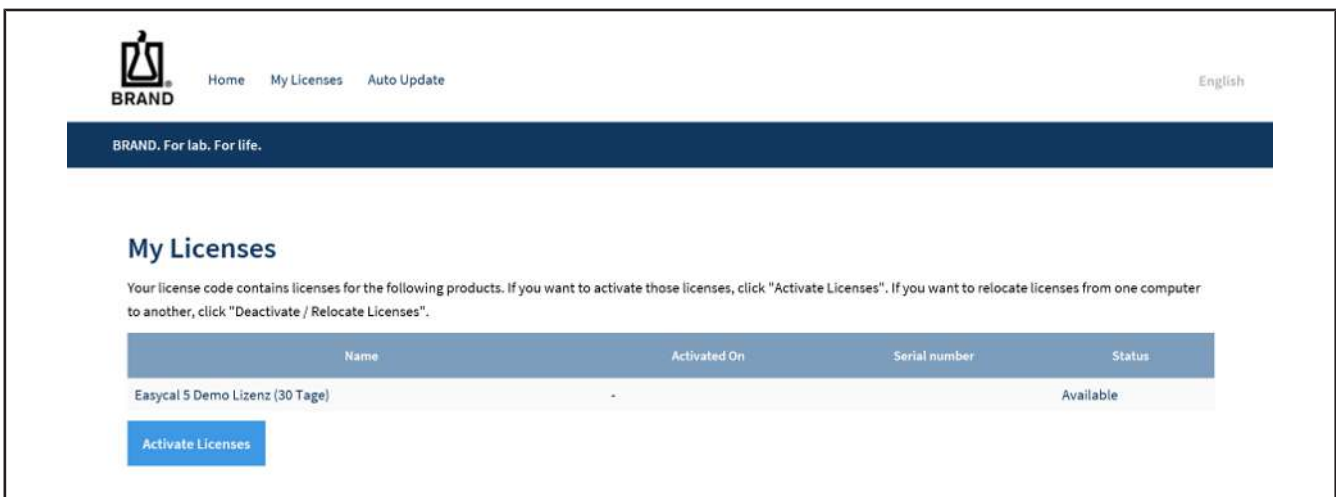 BRAND
Home My Licenses Auto Update
English
BRAND. For lab. For life.
My Licenses
Your license code contains licenses for the following products. If you want to activate those licenses, click "Activate Licenses". If you want to relocate licenses from one computer
to another, click "Deactivate / Relocate Licenses".
Name Activated On Serial number Status
Easycal 5 Demo Lizenz (30 Tage) - Available
Activate Licenses